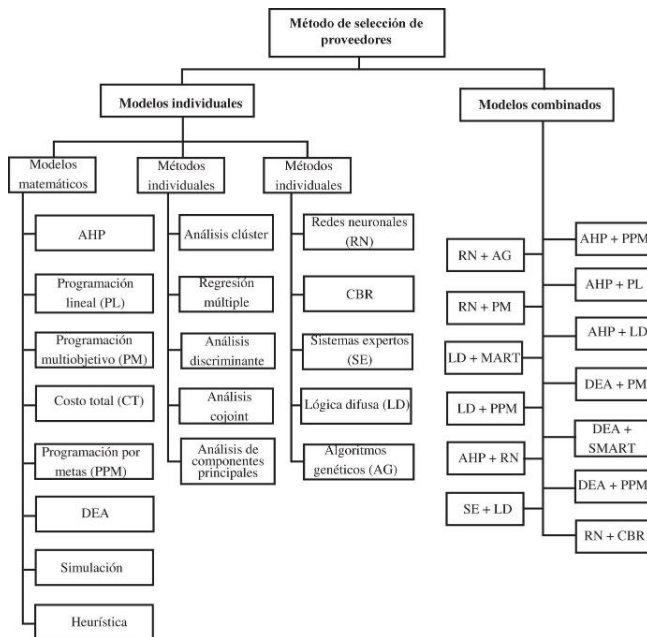 Método de selección de
proveedores
Modelos individuales
Modelos combinados
Modelos
matemáticos
Métodos
individuales
Métodos
individuales
AHP
Programación
lineal (PL)
Programación
multiobjetivo (PM)
Costo total (CT)
Programación por
metas (PPM)
DEA
Simulación
Heurística
Análisis clúster
Regresión
múltiple
Análisis
discriminante
Análisis
cojoint
Análisis de
componentes
principales
Redes neuronales
(RN)
CBR
Sistemas expertos
(SE)
Lógica difusa (LD)
Algoritmos
genéticos (AG)
RN + AG
RN + PM
LD + MART
LD + PPM
AHP + RN
SE + LD
AHP + PPM
AHP + PL
AHP + LD
DEA + PM
DEA +
SMART
DEA + PPM
RN + CBR